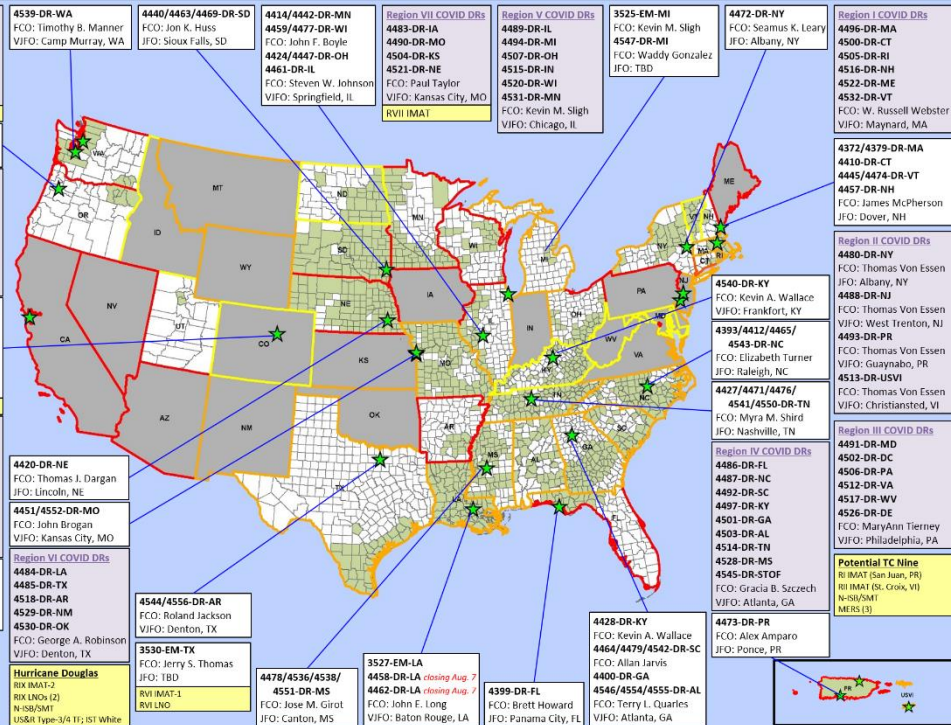 4539-DR-WA
FCO: Timothy B. Manner
VJFO: Camp Murray, WA
4440/4463/4469-DR-SD
FCO: Jon K. Huss
JFO: Sioux Falls, SD
4414/4442-DR-MN
4459/4477-DR-WI
FCO: John F. Boyle
4424/4447-DR-OH
4461-DR-IL
FCO: Steven W. Johnson
VJFO: Springfield, IL
Region VII COVID DRs
4483-DR-IA
4490-DR-MO
4504-DR-KS
4521-DR-NE
FCO: Paul Taylor
VJFO: Kansas City, MO
RVII IMAT
Region V COVID DRs
4489-DR-IL
4494-DR-MI
4507-DR-OH
4515-DR-IN
4520-DR-WI
4531-DR-MN
FCO: Kevin M. Sligh
VJFO: Chicago, IL
3525-EM-MI
FCO: Kevin M. Sligh
4547-DR-MI
FCO: Waddy Gonzalez
JFO: TBD
4472-DR-NY
FCO: Seamus K. Leary
JFO: Albany, NY
Region I COVID DRs
4496-DR-MA
4500-DR-CT
4505-DR-RI
4516-DR-NH
4522-DR-ME
4532-DR-VT
FCO: W. Russell Webster
VJFO: Maynard, MA
4372/4379-DR-MA
4410-DR-CT
4445/4474-DR-VT
4457-DR-NH
FCO: James McPherson
JFO: Dover, NH
Region II COVID DRs
4480-DR-NY
FCO: Thomas Von Essen
JFO: Albany, NY
4488-DR-NJ
FCO: Thomas Von Essen
VJFO: West Trenton, NJ
4493-DR-PR
FCO: Thomas Von Essen
VJFO: Guaynabo, PR
4513-DR-USVI
FCO: Thomas Von Essen
VJFO: Christiansted, VI
4540-DR-KY
FCO: Kevin A. Wallace
VJFO: Frankfort, KY
4393/4412/4465/
4543-DR-NC
FCO: Elizabeth Turner
JFO: Raleigh, NC
4427/4471/4476/
4541/4550-DR-TN
FCO: Myra M. Shird
JFO: Nashville, TN
Region IV COVID DRs
4486-DR-FL
4487-DR-NC
4492-DR-SC
4497-DR-KY
4501-DR-GA
4503-DR-AL
4514-DR-TN
4528-DR-MS
4545-DR-STOF
FCO: Gracia B. Szczech
VJFO: Atlanta, GA
Region III COVID DRs
4491-DR-MD
4502-DR-DC
4506-DR-PA
4512-DR-VA
4517-DR-WV
4526-DR-DE
FCO: MaryAnn Tierney
VJFO: Philadelphia, PA
Potential TC Nine
RI IMAT (San Juan, PR)
RII IMAT (St. Croix, VI)
N-ISB/SMT
MERS (3)
WA
OR
CA
NV
ID
MT
WY
UT
AZ
CO
NM
ND
SD
NE
KS
OK
TX
MN
IA
MO
AR
LA
WI
MI
IN
OH
KY
TN
MS
AL
GA
FL
SC
NC
VA
WV
MD
PA
NJ
NY
VT
NH
ME
MA
CT
RI
4420-DR-NE
FCO: Thomas J. Dargan
JFO: Lincoln, NE
4451/4552-DR-MO
FCO: John Brogan
VJFO: Kansas City, MO
Region VI COVID DRs
4484-DR-LA
4485-DR-TX
4518-DR-AR
4529-DR-NM
4530-DR-OK
FCO: George A. Robinson
VJFO: Denton, TX
Hurricane Douglas
RIX IMAT-2
RIX LNOs (2)
N-ISB/SMT
US&R Type-3/4 TF; IST White
4544/4556-DR-AR
FCO: Roland Jackson
VJFO: Denton, TX
3530-EM-TX
FCO: Jerry S. Thomas
JFO: TBD
RVI IMAT-1
RVI LNO
4478/4536/4538/
4551-DR-MS
FCO: Jose M. Girot
JFO: Canton, MS
3527-EM-LA
4458-DR-LA closing Aug. 7
4462-DR-LA closing Aug. 7
FCO: John E. Long
VJFO: Baton Rouge, LA
4399-DR-FL
FCO: Brett Howard
JFO: Panama City, FL
4428-DR-KY
FCO: Kevin A. Wallace
4464/4479/4542-DR-SC
FCO: Allan Jarvis
4400-DR-GA
4546/4554/4555-DR-AL
FCO: Terry L. Quarles
VJFO: Atlanta, GA
4473-DR-PR
FCO: Alex Amparo
JFO: Ponce, PR
PR
USVI